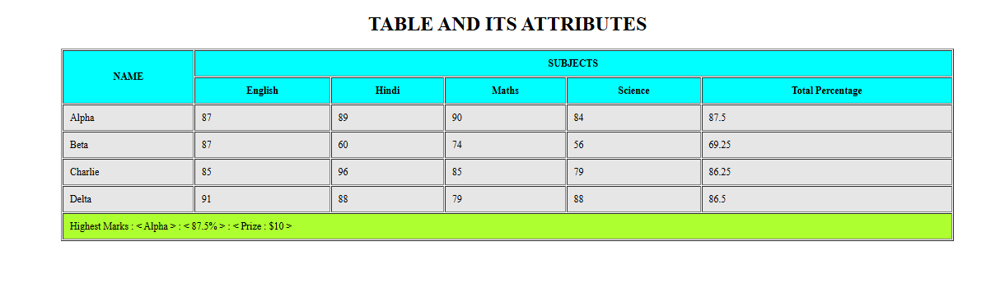 TABLE AND ITS ATTRIBUTES
NAME SUBJECTS
English Hindi Maths Science Total Percentage
Alpha 87 89 90 84 87.5
Beta 87 60 74 56 69.25
Charlie 85 96 85 79 86.25
Delta 91 88 79 88 86.5
Highest Marks : < Alpha > : < 87.5% > : < Prize : $10 >